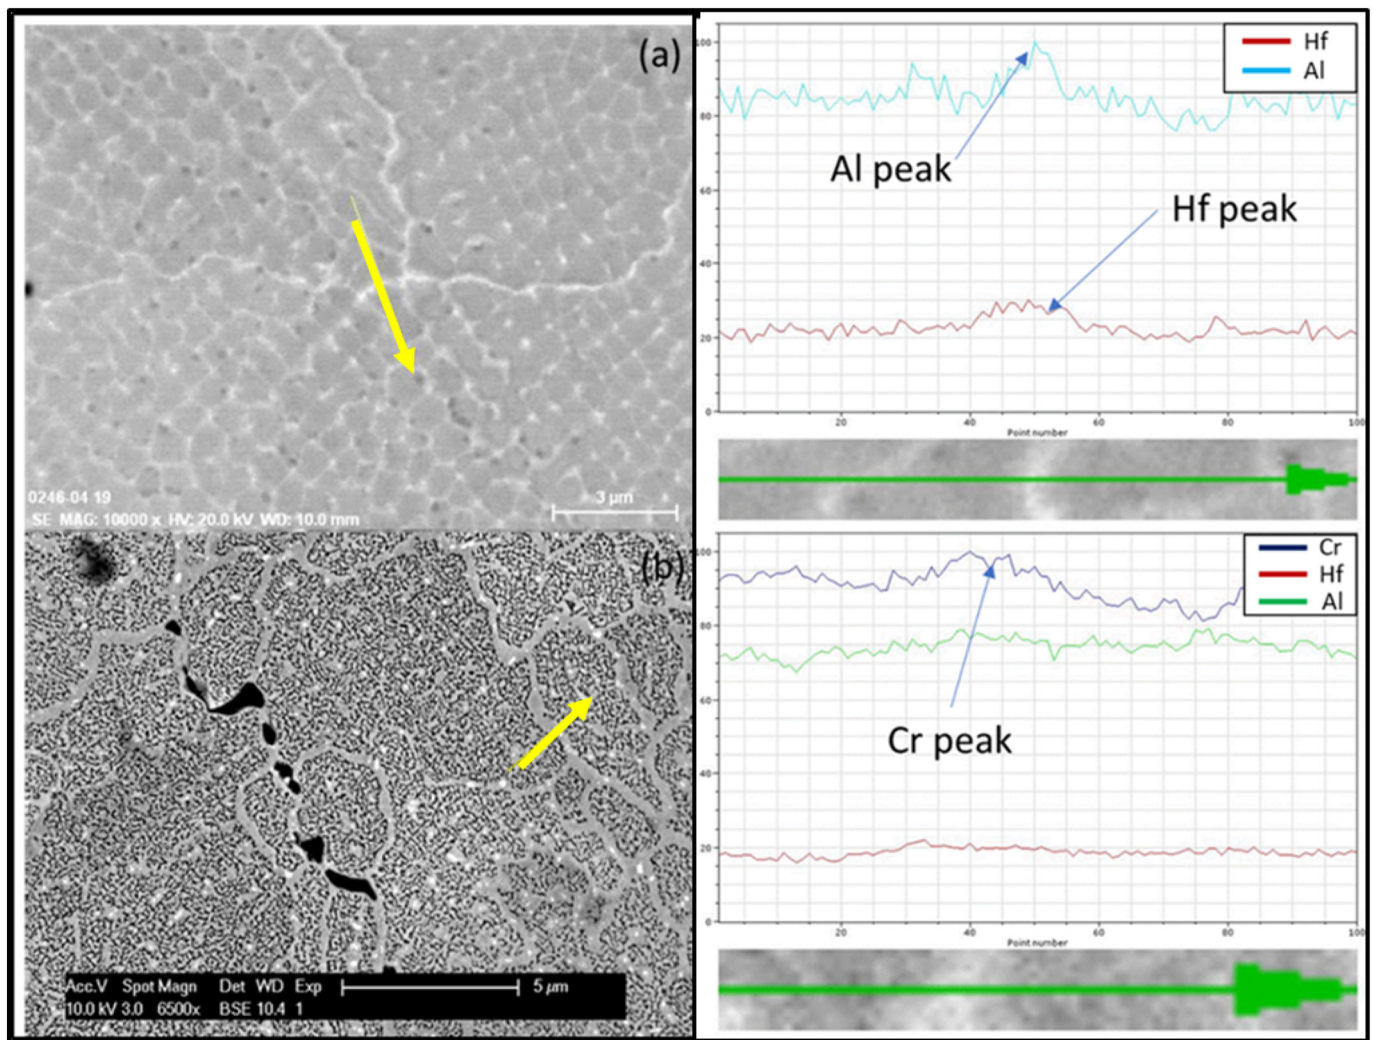 (a)
0246-04 19
3 µm
SE MAG: 10000 x HV: 20.0 kV WD: 10.0 mm
(b)
Acc.V Spot Magn Det WD Exp
5 µm
10.0 kV 3.0 6500x BSE 10.4 1
Hf
Al
100
80
60
40
20
0
Al peak
Hf peak
20 40 60 80 100
Point number
Cr
Hf
Al
100
80
60
40
20
0
Cr peak
20 40 60 80 100
Point number